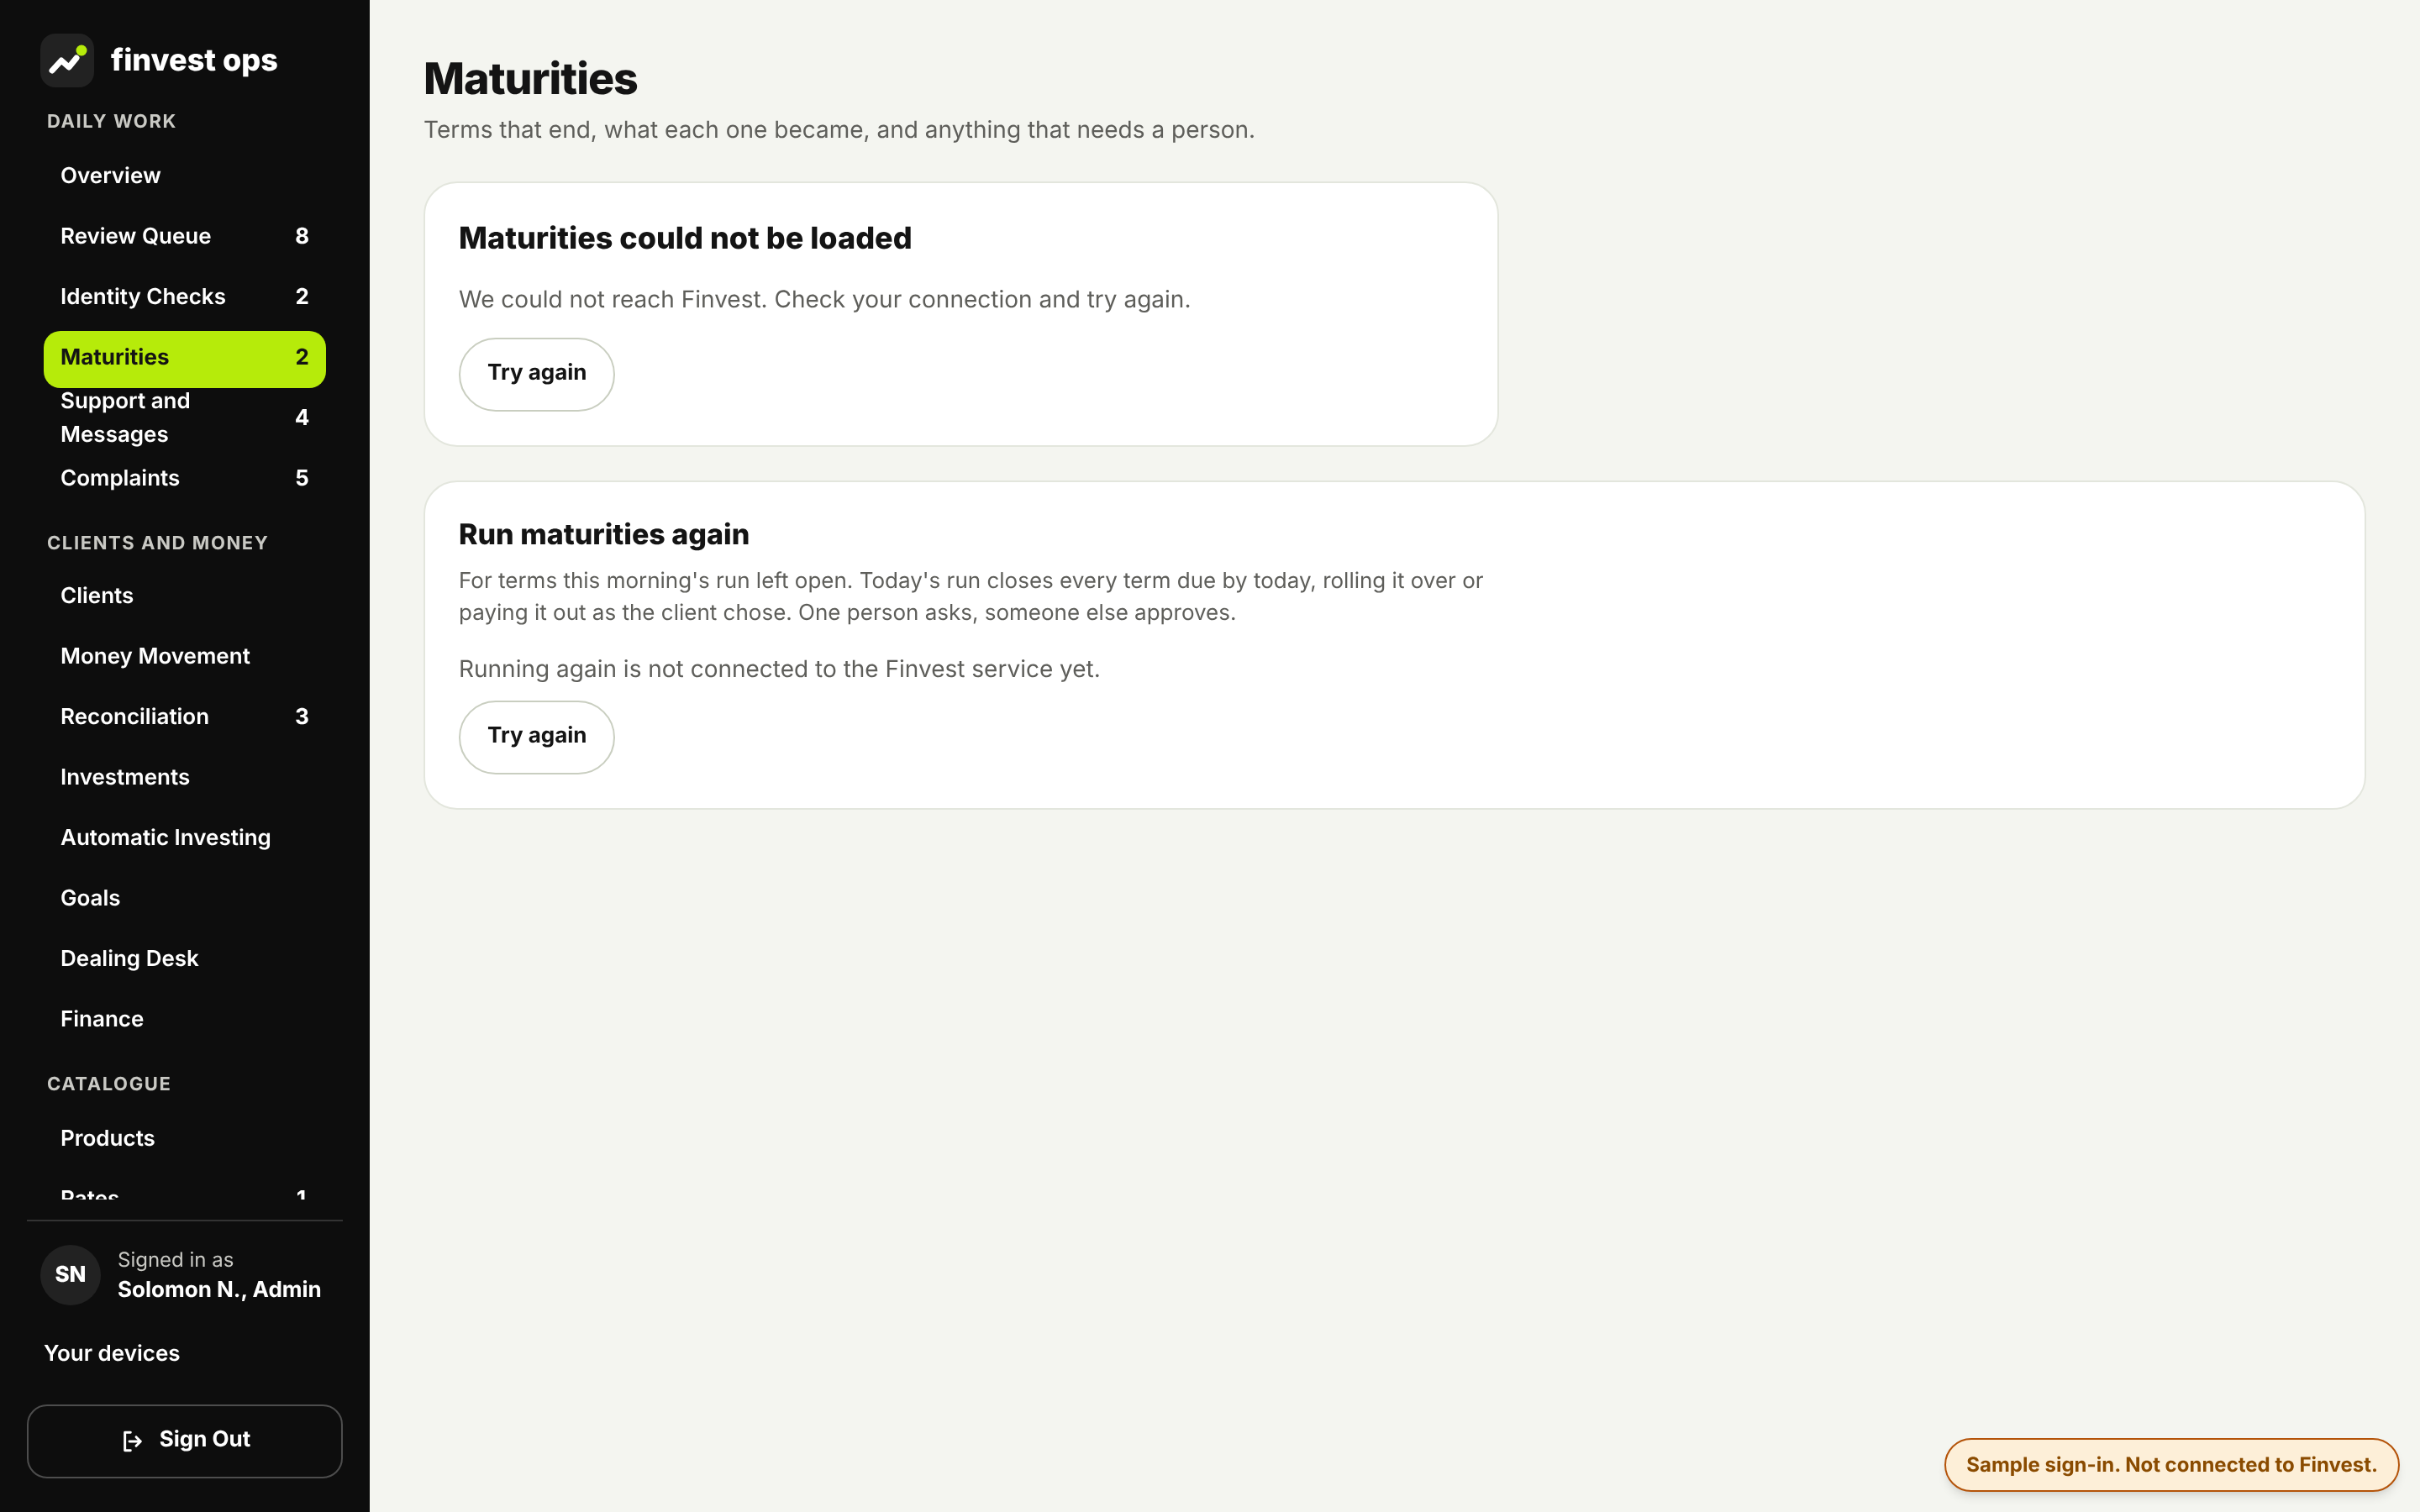 finvest ops
DAILY WORK
Overview
Review Queue 8
Identity Checks 2
Maturities 2
Support and
Messages 4
Complaints 5
CLIENTS AND MONEY
Clients
Money Movement
Reconciliation 3
Investments
Automatic Investing
Goals
Dealing Desk
Finance
CATALOGUE
Products
Rates 1
SN
Signed in as
Solomon N., Admin
Your devices
Sign Out
Maturities
Terms that end, what each one became, and anything that needs a person.
Maturities could not be loaded
We could not reach Finvest. Check your connection and try again.
Try again
Run maturities again
For terms this morning's run left open. Today's run closes every term due by today, rolling it over or
paying it out as the client chose. One person asks, someone else approves.
Running again is not connected to the Finvest service yet.
Try again
Sample sign-in. Not connected to Finvest.